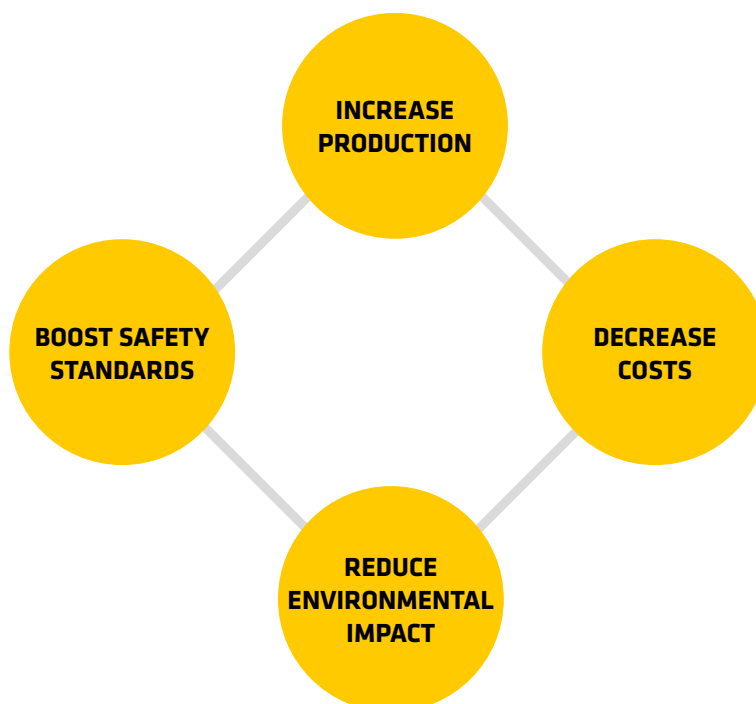 INCREASE
PRODUCTION
BOOST SAFETY
STANDARDS
DECREASE
COSTS
REDUCE
ENVIRONMENTAL
IMPACT